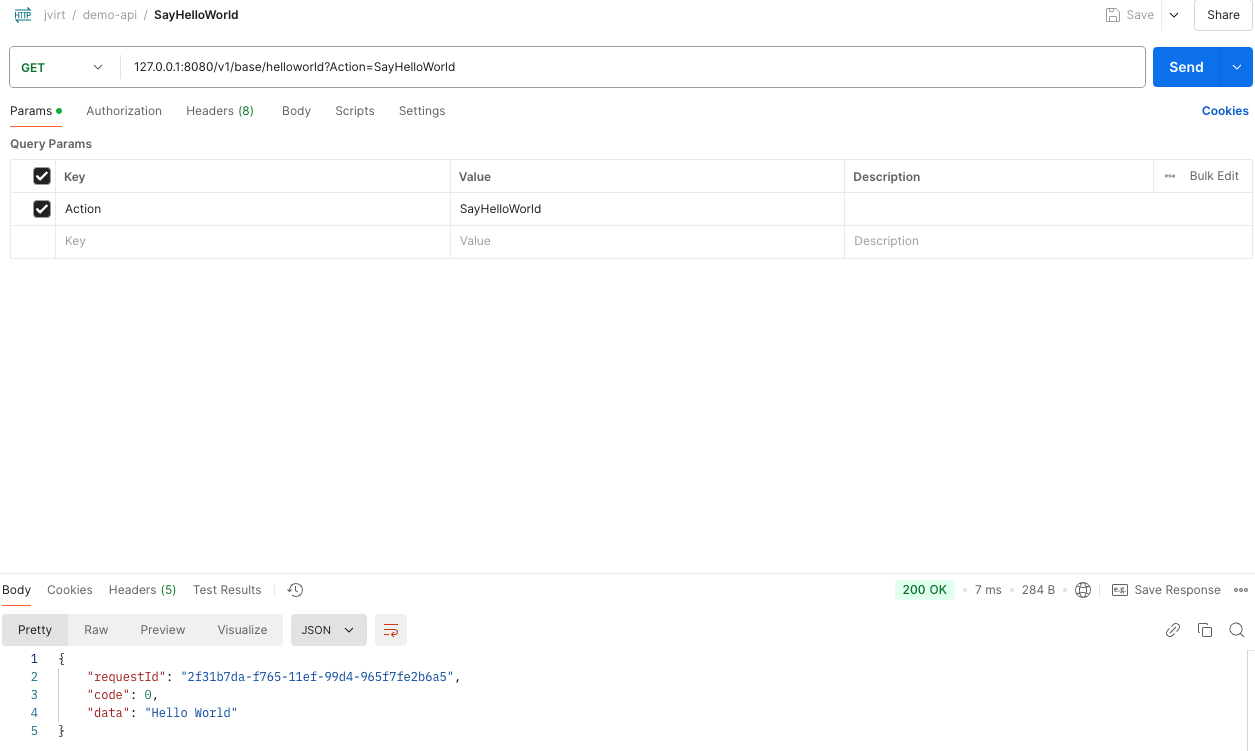 HTTP jvirt / demo-api / SayHelloWorld Save Share
GET 127.0.0.1:8080/v1/base/helloworld?Action=SayHelloWorld Send
Params Authorization Headers (8) Body Scripts Settings Cookies
Query Params
Key Value Description Bulk Edit
Action SayHelloWorld
Key Value Description
Body Cookies Headers (5) Test Results 200 OK • 7 ms • 284 B • e.g. Save Response
Pretty Raw Preview Visualize JSON
1 {
2 "requestId": "2f31b7da-f765-11ef-99d4-965f7fe2b6a5",
3 "code": 0,
4 "data": "Hello World"
5 }